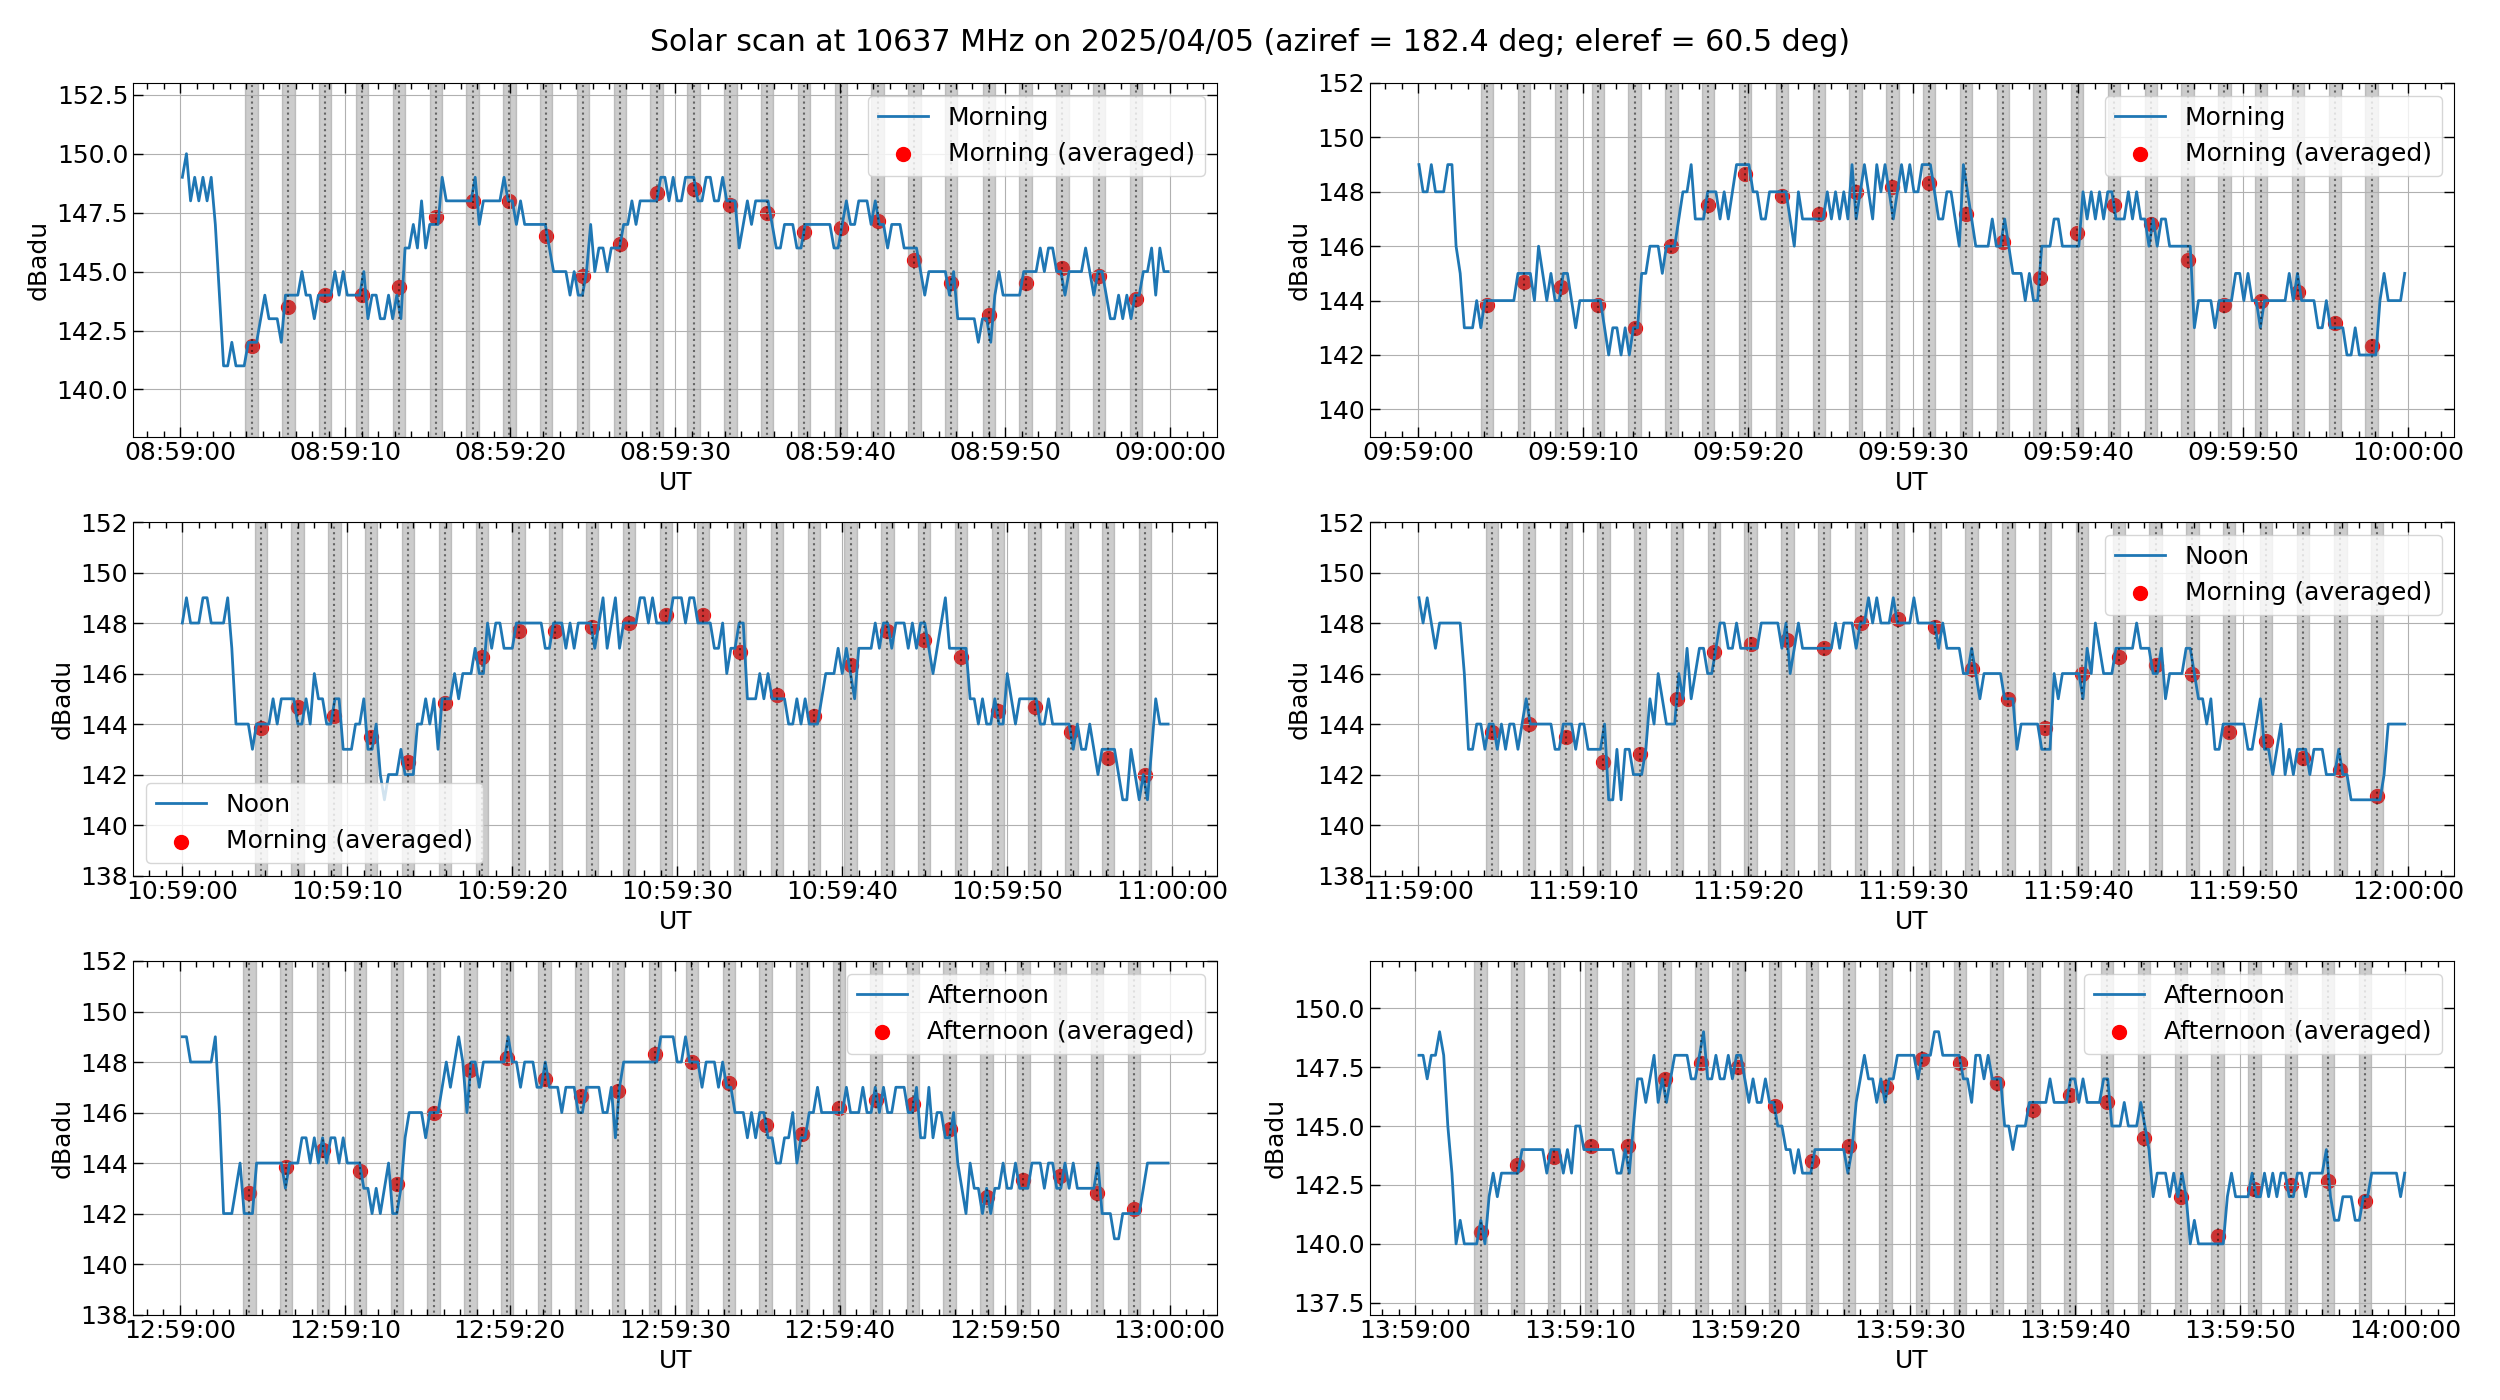 Solar scan at 10637 MHz on 2025/04/05 (aziref = 182.4 deg; eleref = 60.5 deg)
152.5
150.0
147.5
145.0
142.5
140.0
dBadu
Morning
Morning (averaged)
08:59:00 08:59:10 08:59:20 08:59:30 08:59:40 08:59:50 09:00:00
UT
152
150
148
146
144
142
140
dBadu
Morning
Morning (averaged)
09:59:00 09:59:10 09:59:20 09:59:30 09:59:40 09:59:50 10:00:00
UT
152
150
148
146
144
142
140
138
dBadu
Noon
Morning (averaged)
10:59:00 10:59:10 10:59:20 10:59:30 10:59:40 10:59:50 11:00:00
UT
152
150
148
146
144
142
140
138
dBadu
Noon
Morning (averaged)
11:59:00 11:59:10 11:59:20 11:59:30 11:59:40 11:59:50 12:00:00
UT
152
150
148
146
144
142
140
138
dBadu
Afternoon
Afternoon (averaged)
12:59:00 12:59:10 12:59:20 12:59:30 12:59:40 12:59:50 13:00:00
UT
150.0
147.5
145.0
142.5
140.0
137.5
dBadu
Afternoon
Afternoon (averaged)
13:59:00 13:59:10 13:59:20 13:59:30 13:59:40 13:59:50 14:00:00
UT